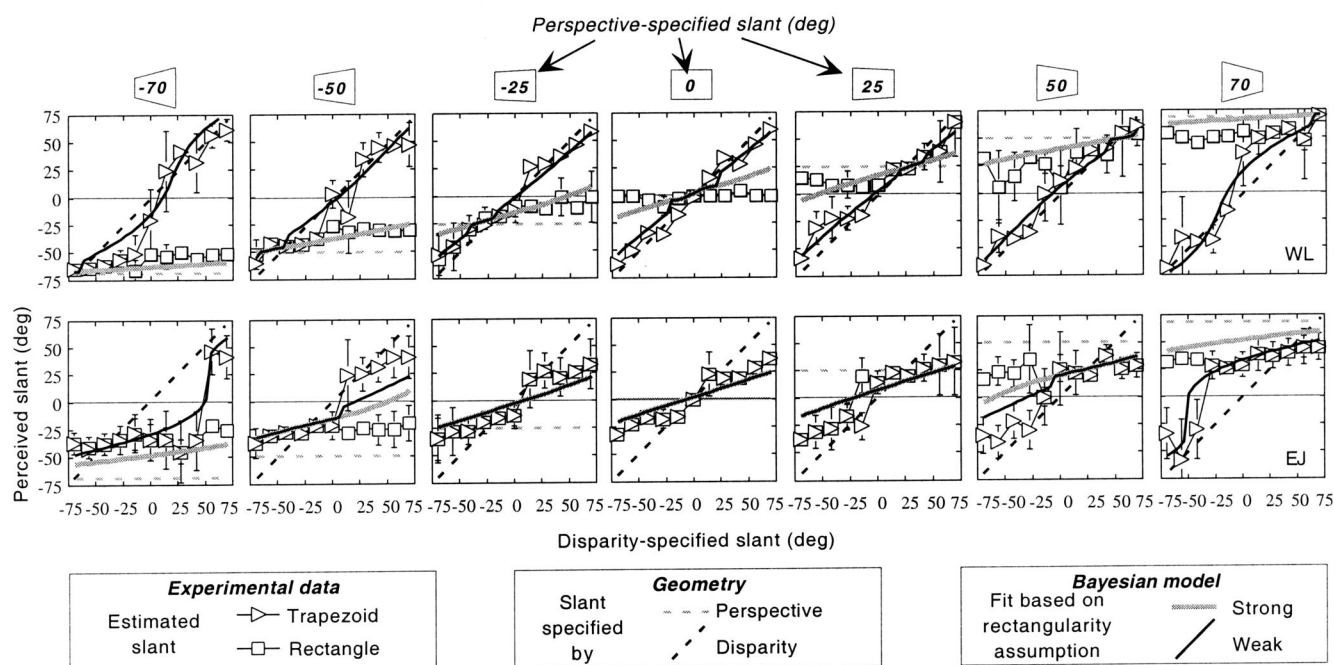 Perspective-specified slant (deg)
-70 -50 -25 0 25 50 70
75
50
25
0
-25
-50
-75
WL
Perceived slant (deg)
75
50
25
0
-25
-50
-75
EJ
-75 -50 -25 0 25 50 75 -75 -50 -25 0 25 50 75 -75 -50 -25 0 25 50 75 -75 -50 -25 0 25 50 75 -75 -50 -25 0 25 50 75 -75 -50 -25 0 25 50 75 -75 -50 -25 0 25 50 75
Disparity-specified slant (deg)
Experimental data
Estimated slant
Trapezoid
Rectangle
Geometry
Slant specified by
Perspective
Disparity
Bayesian model
Fit based on rectangularity assumption
Strong
Weak